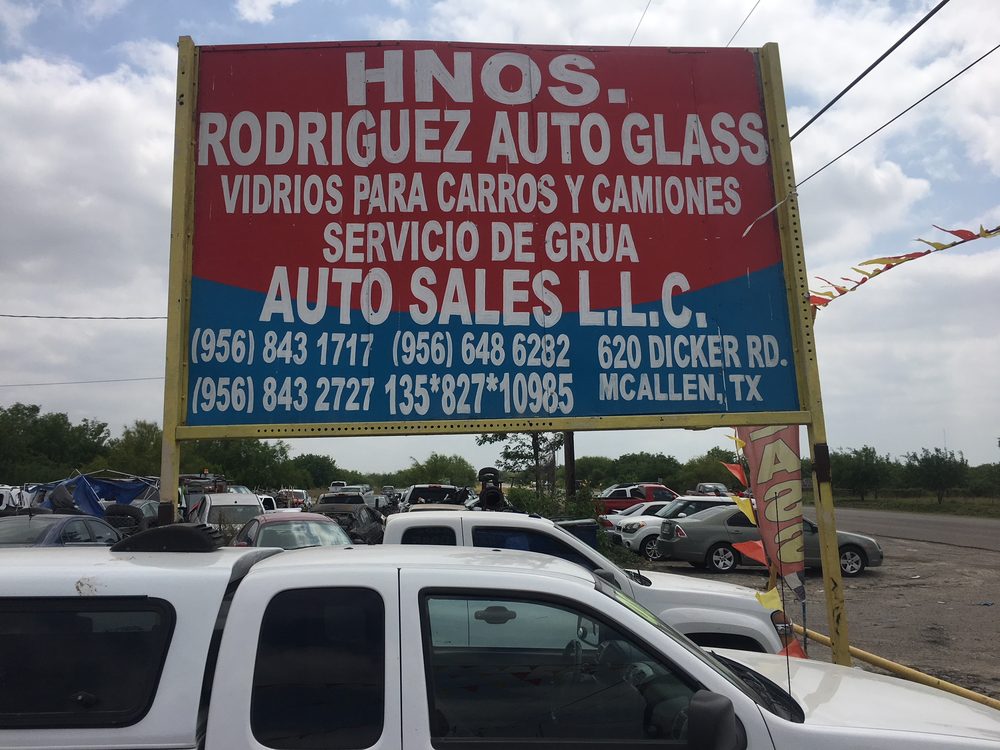 HNOS.
RODRIGUEZ AUTO GLASS
VIDRIOS PARA CARROS Y CAMIONES
SERVICIO DE GRUA
AUTO SALES L.L.C.
(956) 843 1717 (956) 648 6282 620 DICKER RD.
(956) 843 2727 135*827*10985 MCALLEN, TX